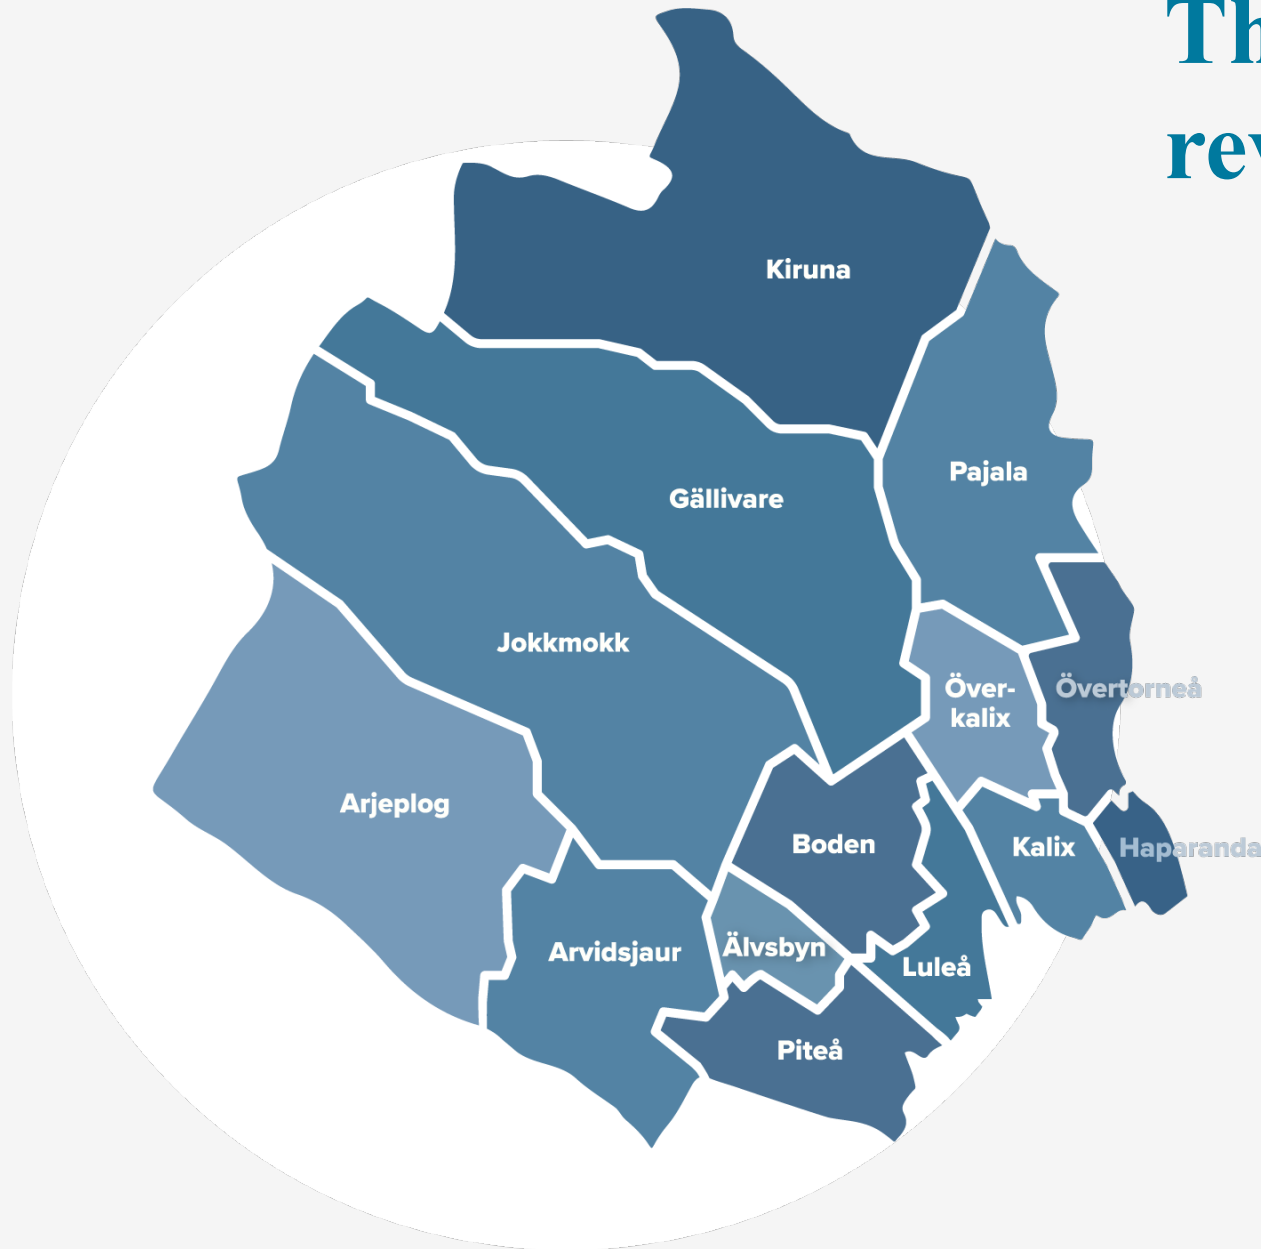 Kiruna
Pajala
Gällivare
Jokkmokk
Över-
kalix
Övertorneå
Arjeplog
Boden
Kalix
Haparanda
Älvsbyn
Arvidsjaur
Luleå
Piteå